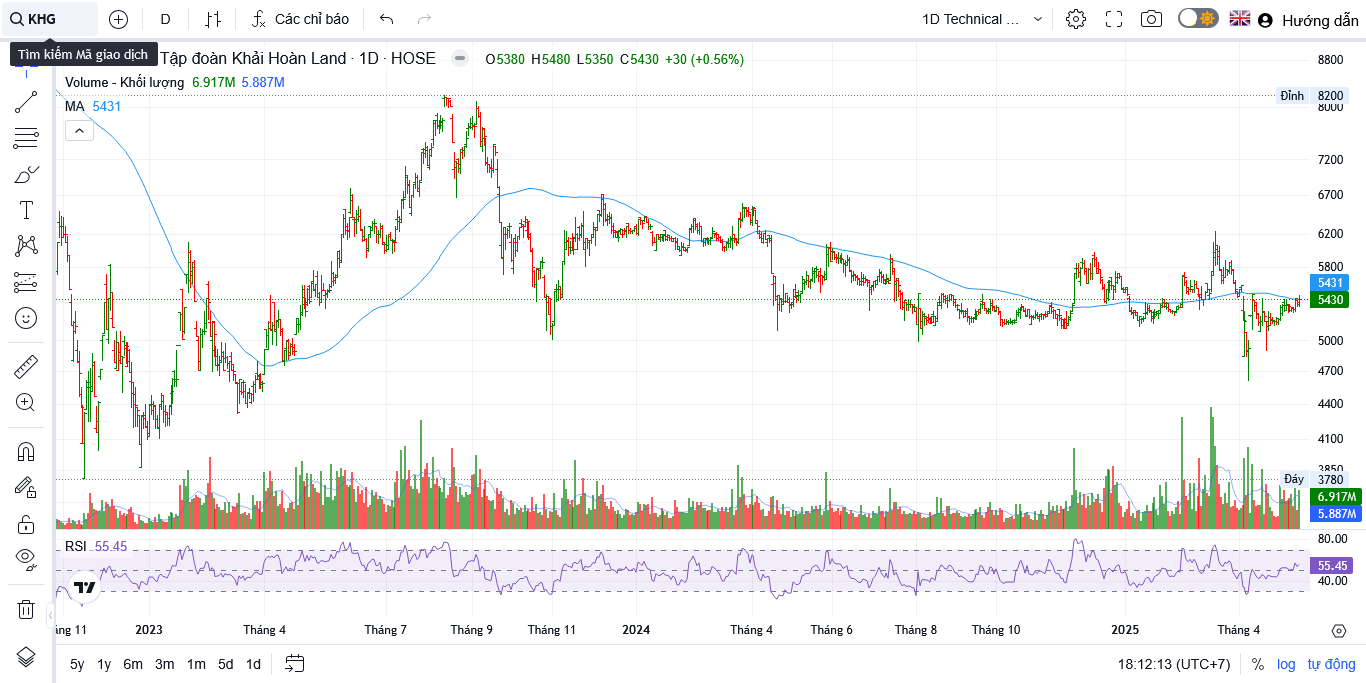 KHG
D
Các chỉ báo
1D Technical ...
Hướng dẫn
Tìm kiếm Mã giao dịch
Tập đoàn Khải Hoàn Land · 1D · HOSE
O5380 H5480 L5350 C5430 +30 (+0.56%)
Volume - Khối lượng 6.917M 5.887M
MA 5431
8800
Đỉnh 8200
8000
7200
6700
6200
5800
5431
5430
5000
4700
4400
4100
3850
Đáy 3780
6.917M
5.887M
RSI 55.45
80.00
55.45
40.00
ng 11 2023 Tháng 4 Tháng 7 Tháng 9 Tháng 11 2024 Tháng 4 Tháng 6 Tháng 8 Tháng 10 2025 Tháng 4
5y 1y 6m 3m 1m 5d 1d
18:12:13 (UTC+7) % log tự động